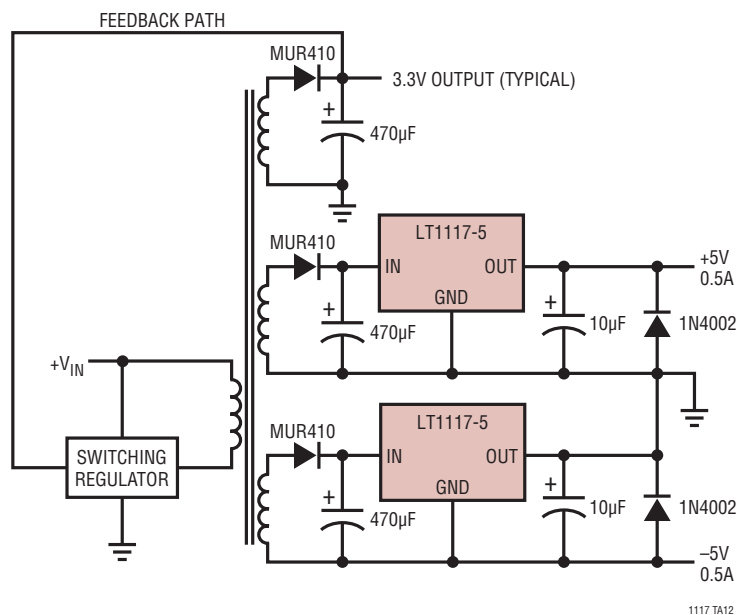 FEEDBACK PATH
MUR410
3.3V OUTPUT (TYPICAL)
+
470µF
MUR410
LT1117-5
IN
OUT
GND
+5V
0.5A
+
470µF
+
10µF
1N4002
+VIN
SWITCHING
REGULATOR
MUR410
LT1117-5
IN
OUT
GND
+
470µF
+
10µF
1N4002
–5V
0.5A
1117 TA12